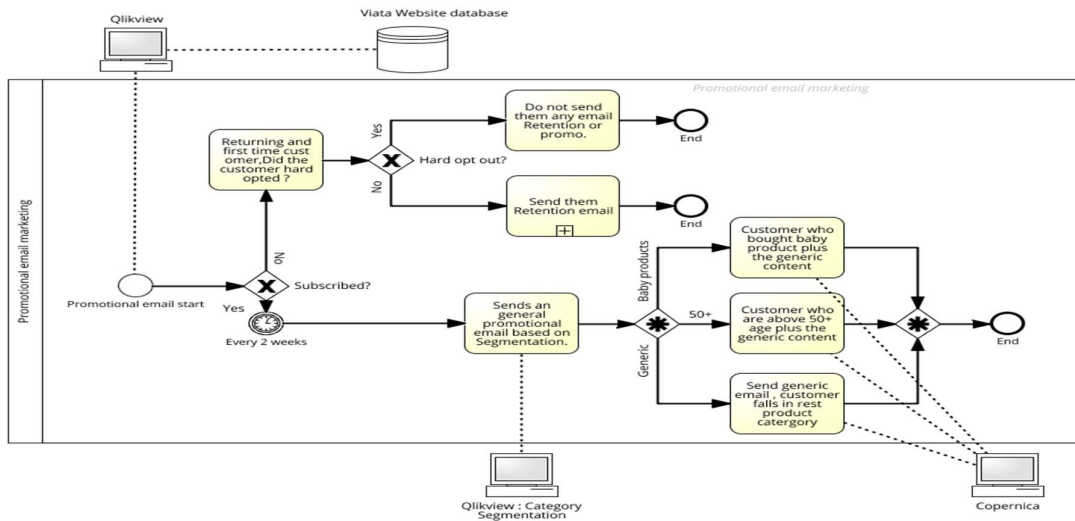 Qlikview
Viata Website database
Promotional email marketing
Promotional email marketing
Do not send
them any email
Retention or
promo.
End
Yes
Returning and
first time cust
omer,Did the
customer hard
opted ?
Hard opt out?
No
Send them
Retention email
End
No
Promotional email start
Subscribed?
Yes
Every 2 weeks
Sends an
general
promotional
email based on
Segmentation.
Baby products
50+
Generic
Customer who
bought baby
product plus
the generic
content
Customer who
are above 50+
age plus the
generic content
End
Send generic
email , customer
falls in rest
product
catergory
Qlikview : Category
Segmentation
Copernica